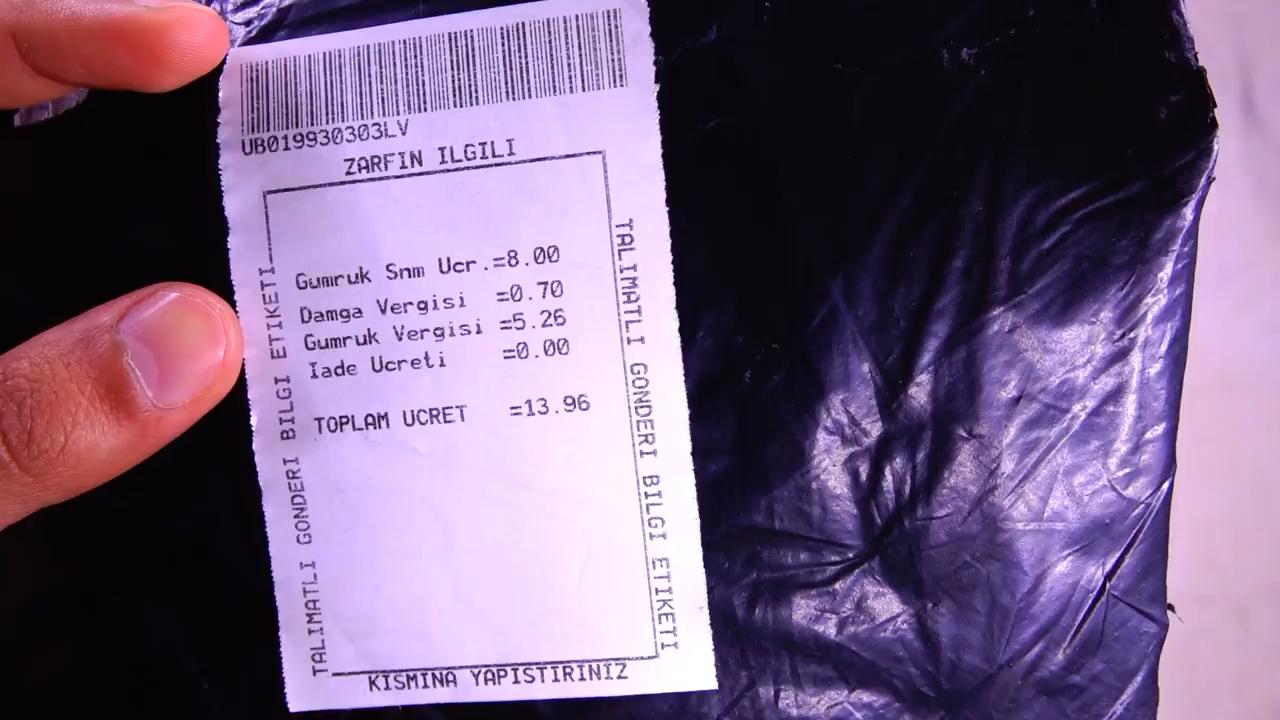 UB019930303LV
ZARFIN ILGILI
Gumruk Snm Ucr.=8.00
Damga Vergisi =0.70
Gumruk Vergisi =5.26
Iade Ucreti =0.00
TOPLAM UCRET =13.96
TALIMATLI GONDERI BILGI ETIKETI
TALIMATLI GONDERI BILGI ETIKETI
KISMINA YAPISTIRINIZ